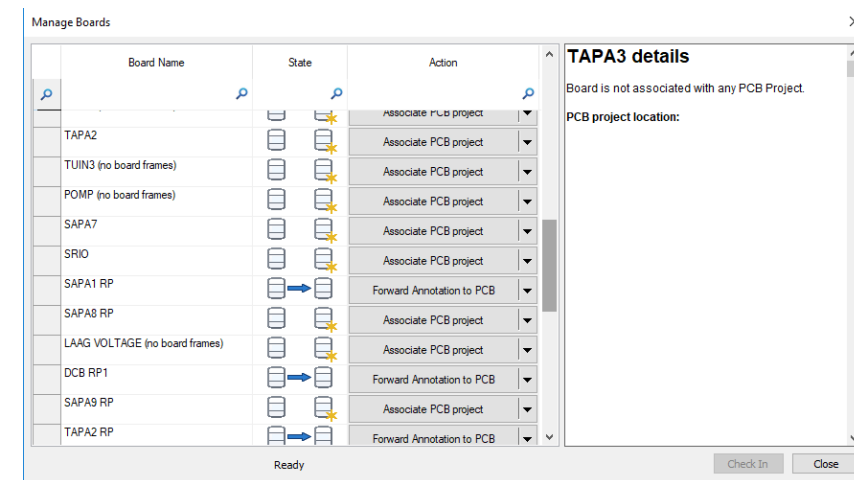 Manage Boards
Board Name State Action
Associate PCB project
TAPA2 Associate PCB project
TUIN3 (no board frames) Associate PCB project
POMP (no board frames) Associate PCB project
SAPA7 Associate PCB project
SRIO Associate PCB project
SAPA1 RP Forward Annotation to PCB
SAPA8 RP Associate PCB project
LAAG VOLTAGE (no board frames) Associate PCB project
DCB RP1 Forward Annotation to PCB
SAPA9 RP Associate PCB project
TAPA2 RP Forward Annotation to PCB
TAPA3 details
Board is not associated with any PCB Project.
PCB project location:
Ready
Check In Close